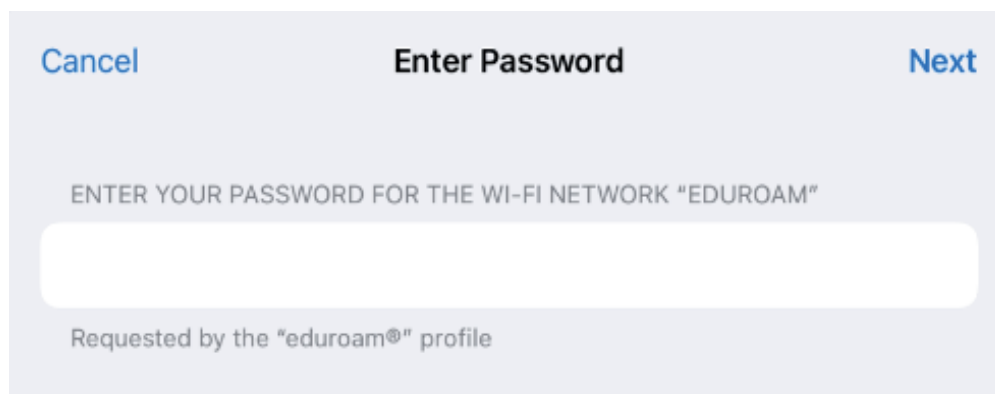 Cancel Enter Password Next
ENTER YOUR PASSWORD FOR THE WI-FI NETWORK “EDUROAM”
Requested by the “eduroam®” profile